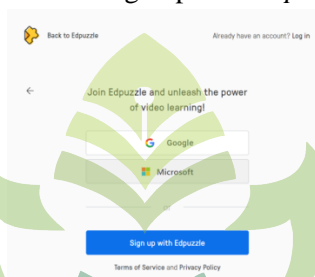 Back to Edpuzzle
Already have an account? Log in
Join Edpuzzle and unleash the power
of video learning!
Google
Microsoft
or
Sign up with Edpuzzle
Terms of Service and Privacy Policy